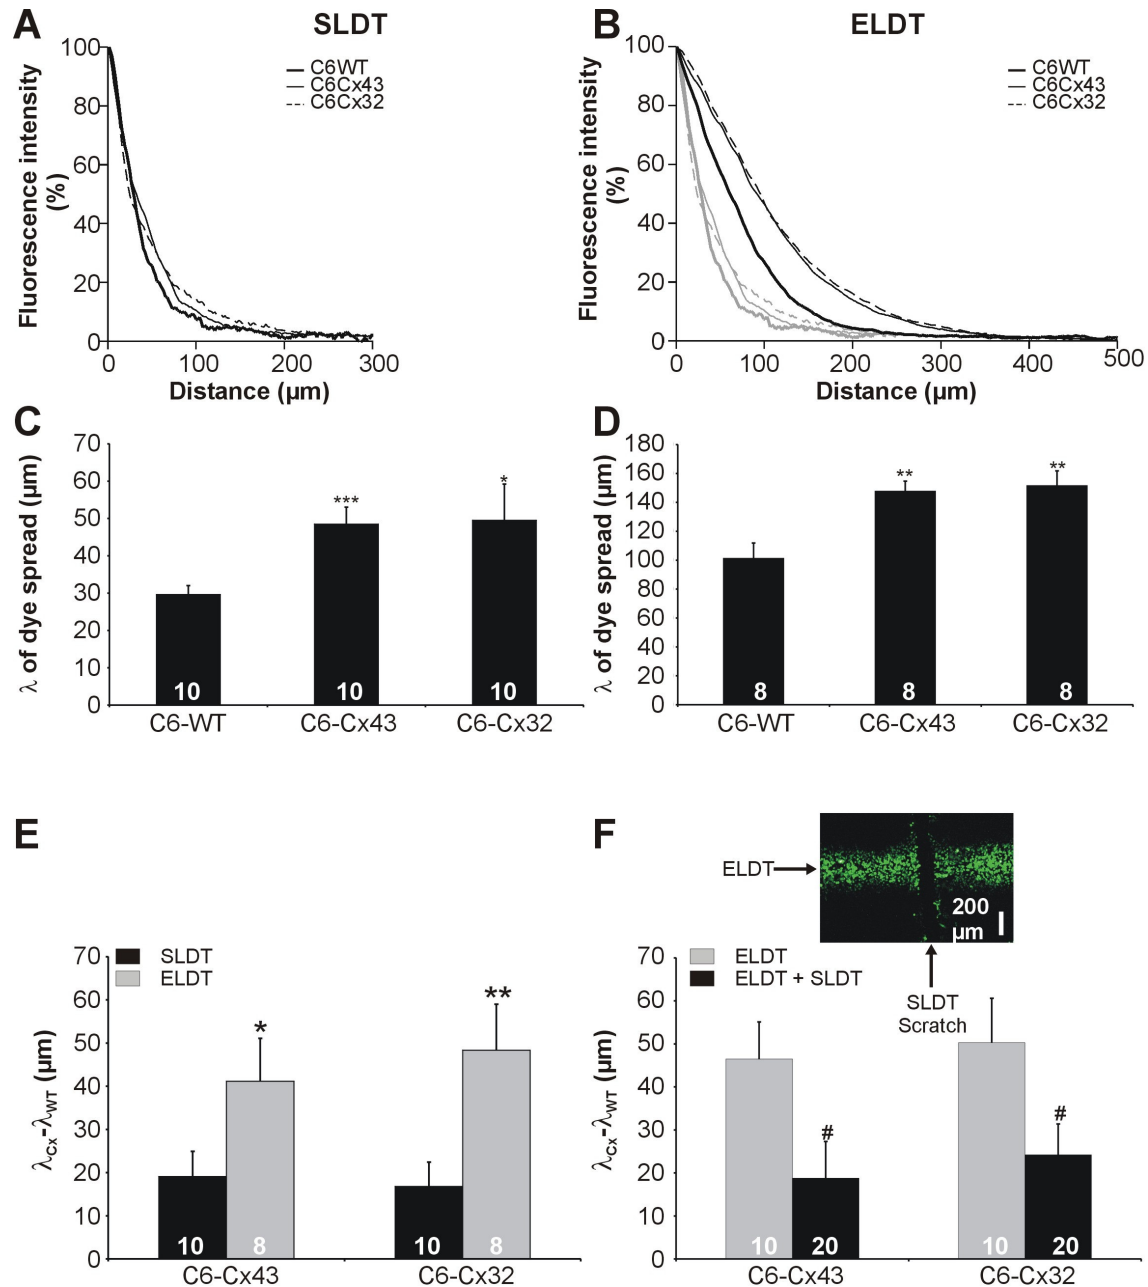 A
SLDT
Fluorescence intensity
(%)
100
80
60
40
20
0
C6WT
C6Cx43
C6Cx32
0
100
200
300
Distance (µm)
B
ELDT
Fluorescence intensity
(%)
100
80
60
40
20
0
C6WT
C6Cx43
C6Cx32
0
100
200
300
400
500
Distance (µm)
C
λ of dye spread (µm)
70
60
50
40
30
20
10
0
***
*
10
10
10
C6-WT
C6-Cx43
C6-Cx32
D
λ of dye spread (µm)
180
160
140
120
100
80
60
40
20
0
**
**
8
8
8
C6-WT
C6-Cx43
C6-Cx32
E
λCx-λWT (µm)
70
60
50
40
30
20
10
0
SLDT
ELDT
*
**
10
8
10
8
C6-Cx43
C6-Cx32
F
ELDT
200
µm
SLDT
Scratch
λCx-λWT (µm)
70
60
50
40
30
20
10
0
ELDT
ELDT + SLDT
#
#
10
20
10
20
C6-Cx43
C6-Cx32